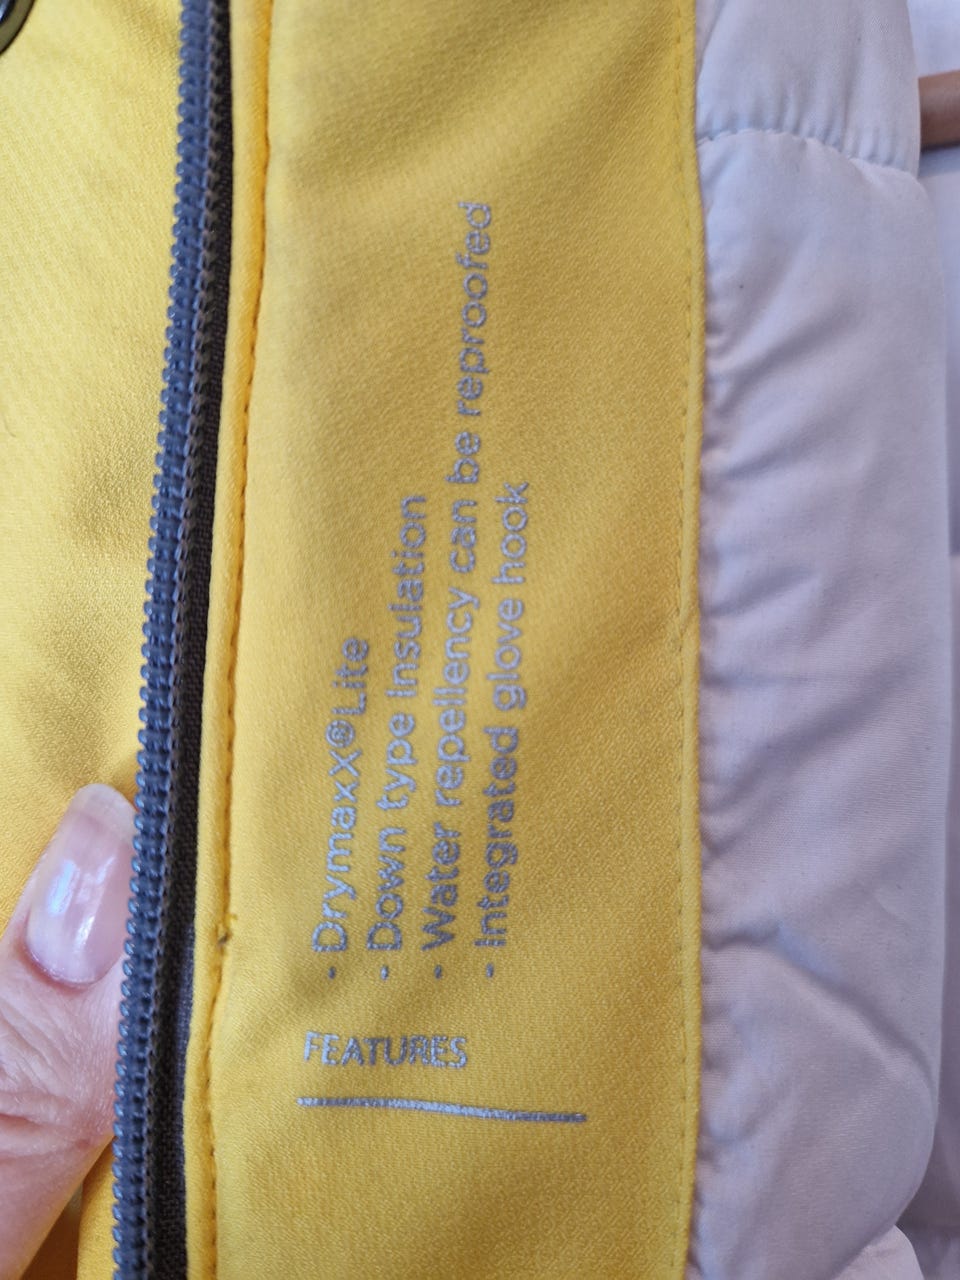 FEATURES
- DrymaxX®Lite
- Down type insulation
- Water repellency can be reproofed
- Integrated glove hook